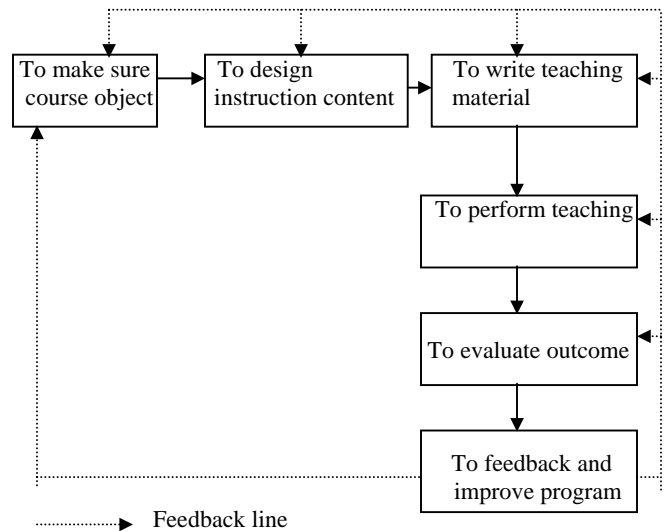 To make sure
course object
To design
instruction content
To write teaching
material
To perform teaching
To evaluate outcome
To feedback and
improve program
Feedback line